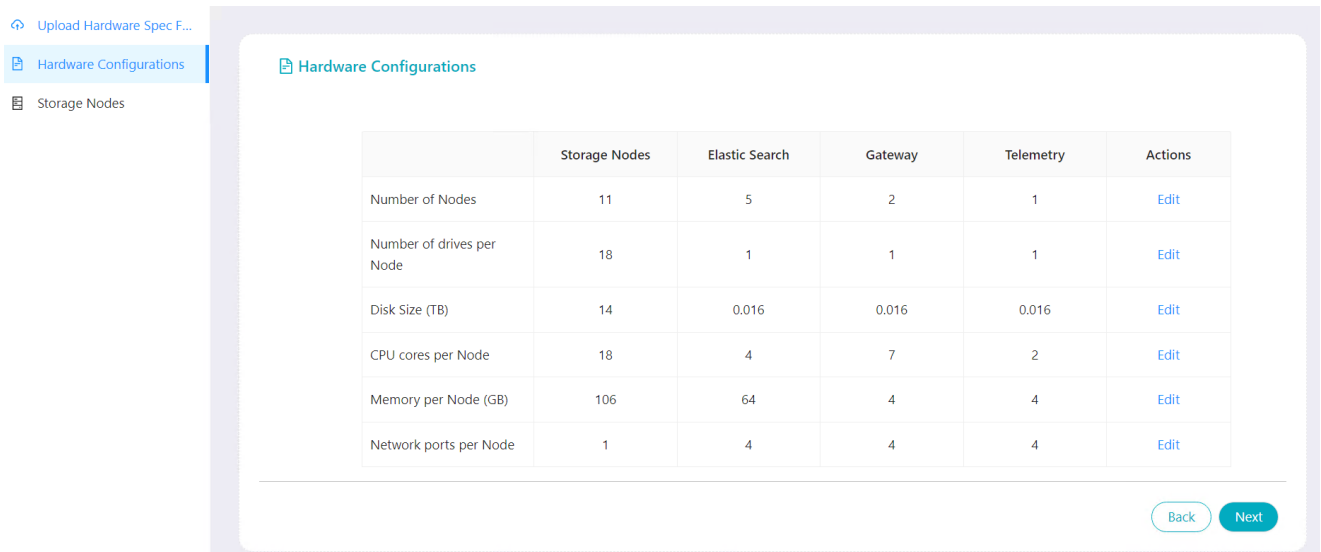 Upload Hardware Spec F...
Hardware Configurations
Storage Nodes
Hardware Configurations
Storage Nodes Elastic Search Gateway Telemetry Actions
Number of Nodes 11 5 2 1 Edit
Number of drives per
Node 18 1 1 1 Edit
Disk Size (TB) 14 0.016 0.016 0.016 Edit
CPU cores per Node 18 4 7 2 Edit
Memory per Node (GB) 106 64 4 4 Edit
Network ports per Node 1 4 4 4 Edit
Back Next